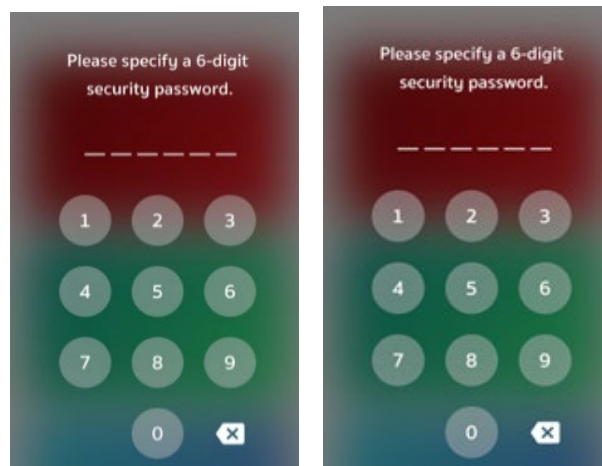 Please specify a 6-digit
security password.
1 2 3
4 5 6
7 8 9
0
Please specify a 6-digit
security password.
1 2 3
4 5 6
7 8 9
0